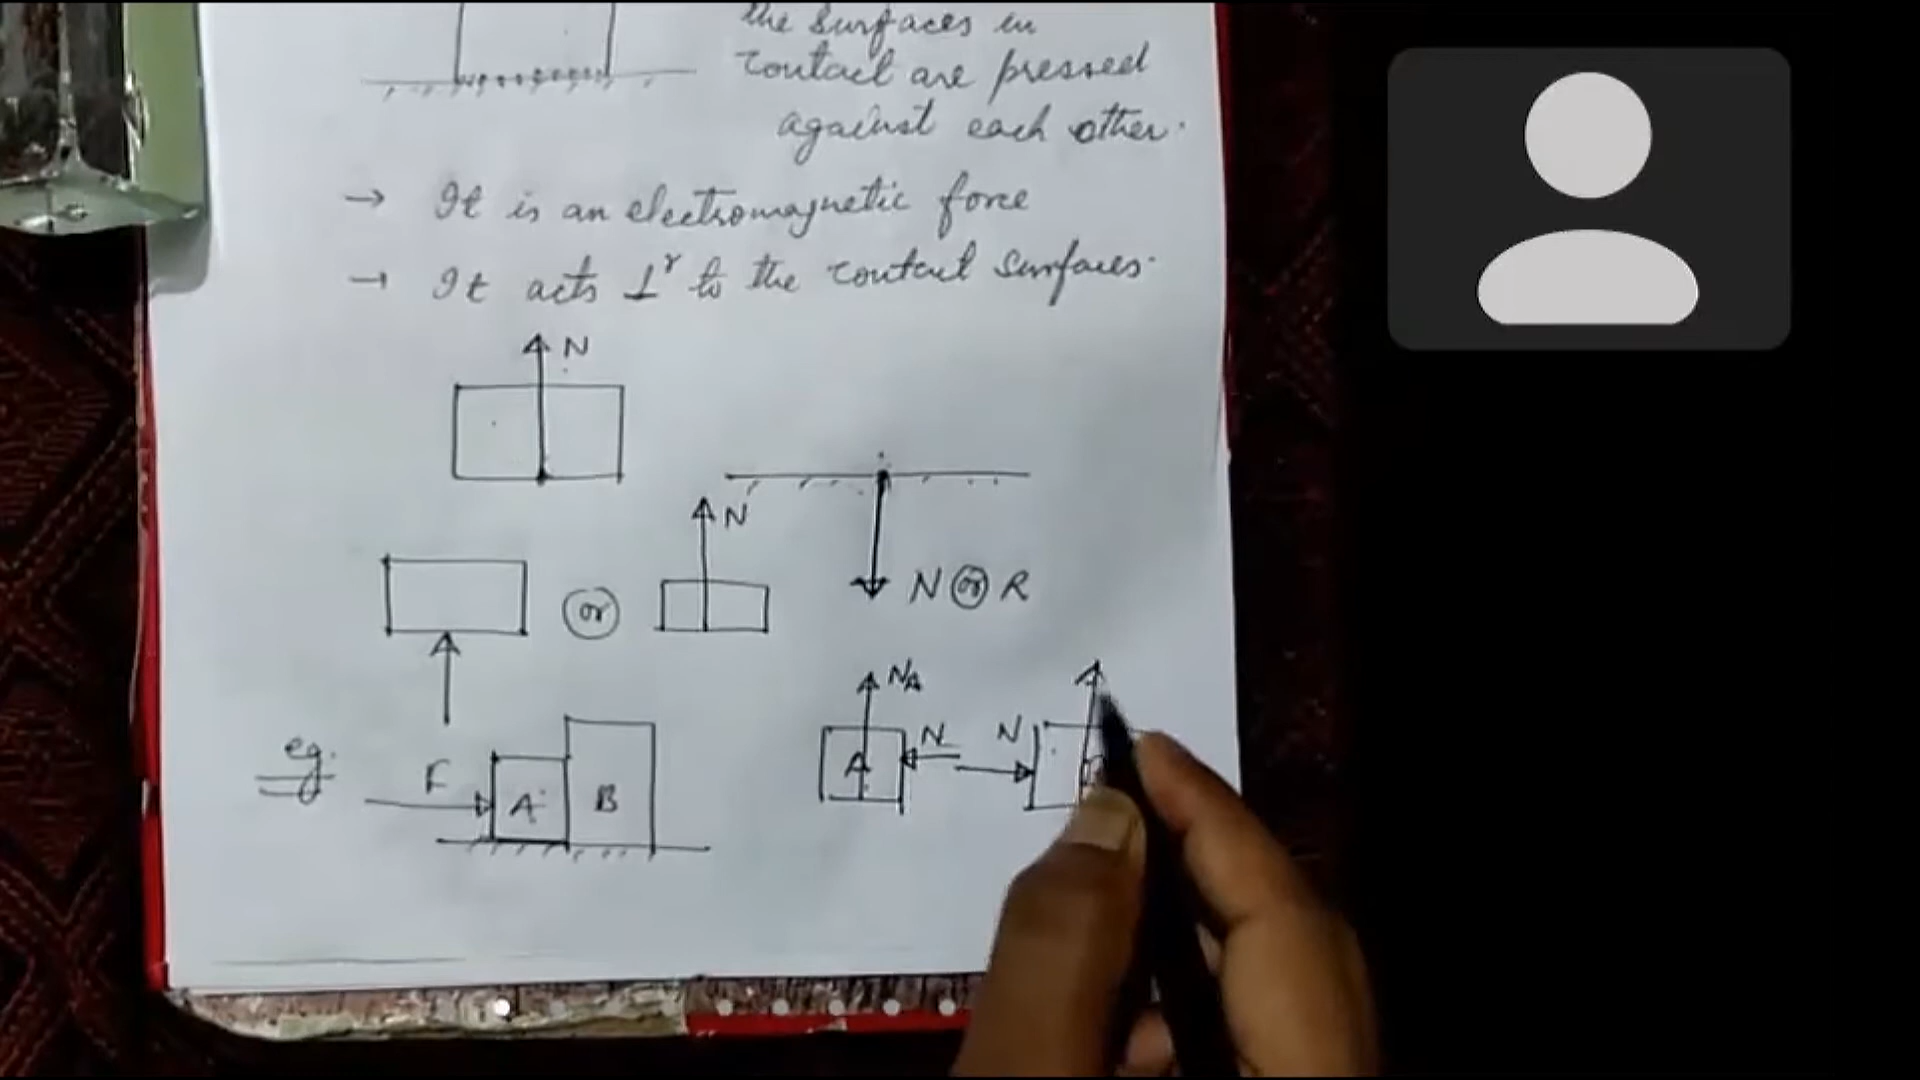 the surfaces in
contact are pressed
against each other.
→ It is an electromagnetic force
→ It acts ⊥r to the contact surfaces.
N
N
or
N or R
NA
eg.
F
A
B
A
N
N